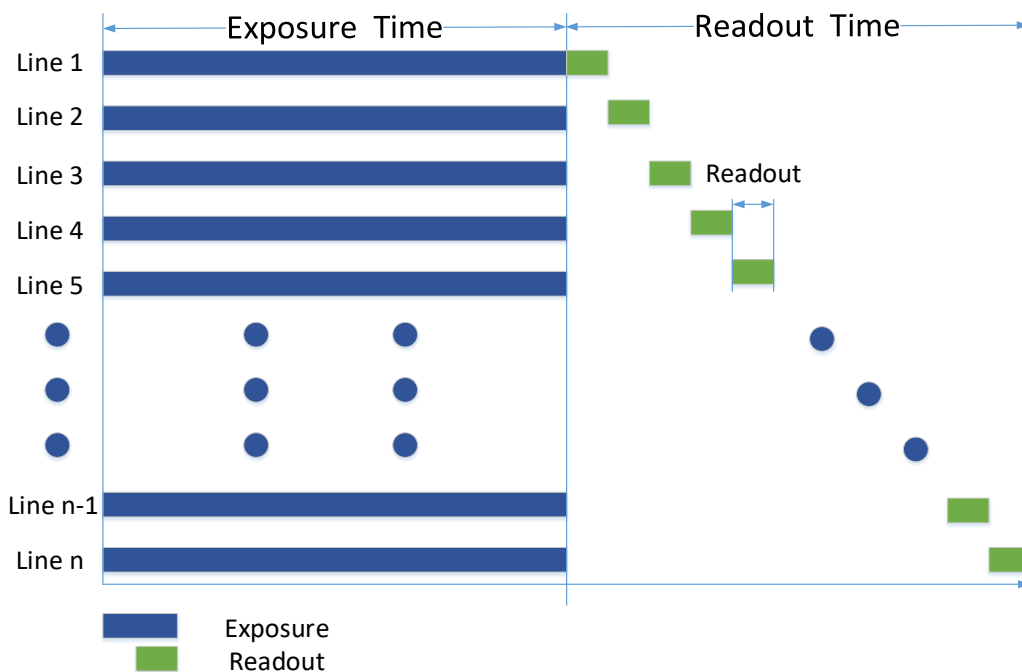 Exposure Time
Readout Time
Line 1
Line 2
Line 3
Readout
Line 4
Line 5
Line n-1
Line n
Exposure
Readout